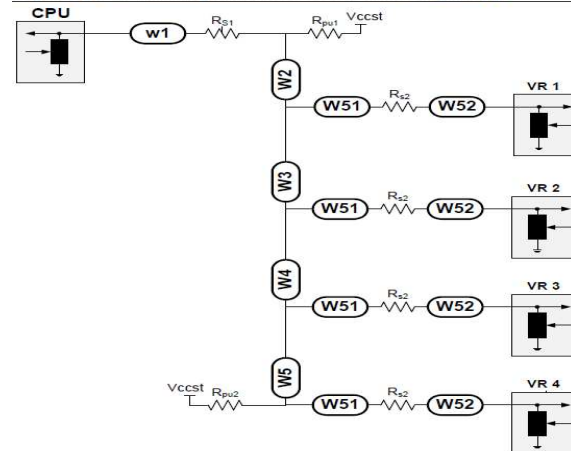 CPU
w1
RS1
Rpu1
Vccst
W2
W51
Rs2
W52
VR 1
W3
W51
Rs2
W52
VR 2
W4
W51
Rs2
W52
VR 3
W5
Vccst
Rpu2
W51
Rs2
W52
VR 4